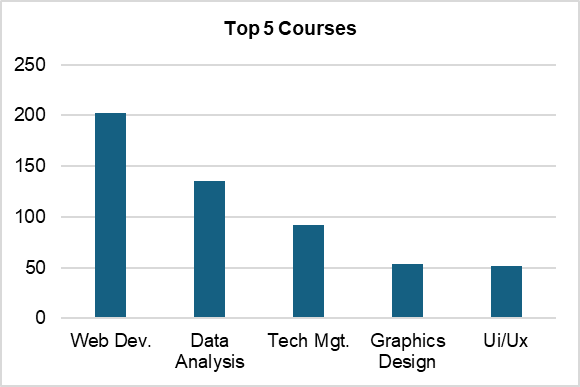 Top 5 Courses
250
200
150
100
50
0
Web Dev.
Data
Analysis
Tech Mgt.
Graphics
Design
Ui/Ux